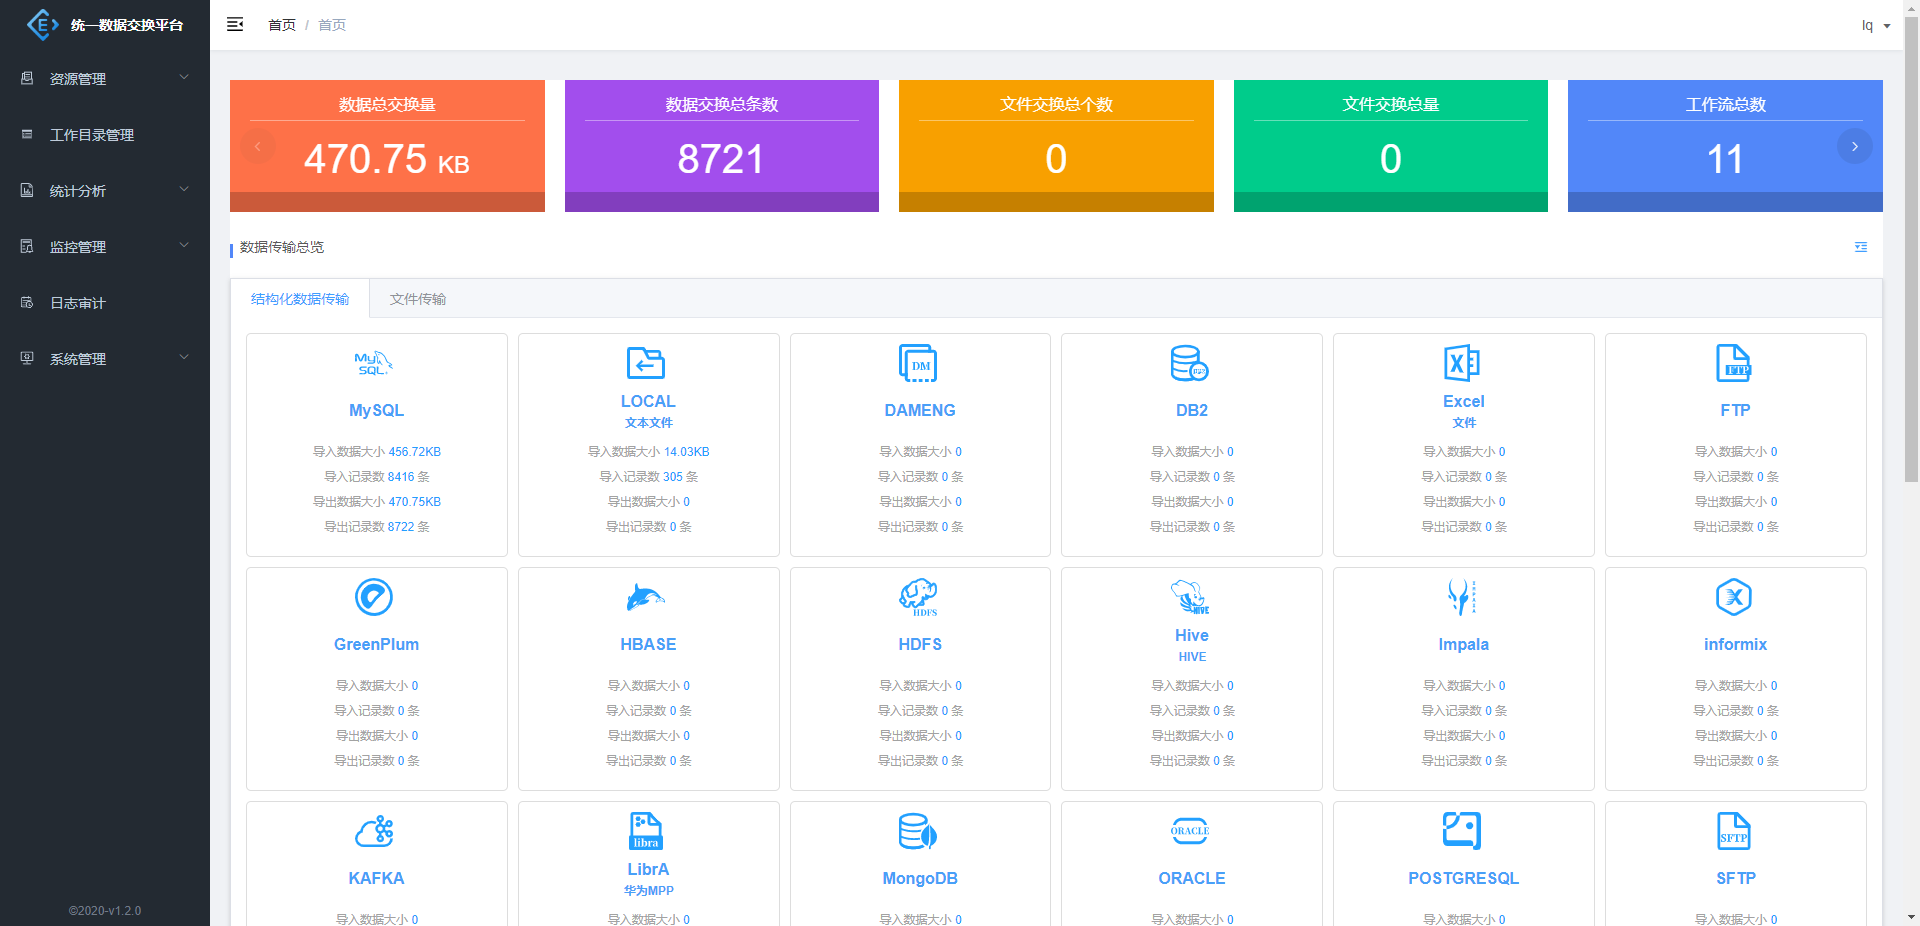 统一数据交换平台
首页 / 首页
lq
资源管理
工作目录管理
统计分析
监控管理
日志审计
系统管理
©2020-v1.2.0
数据总交换量
470.75 KB
数据交换总条数
8721
文件交换总个数
0
文件交换总量
0
工作流总数
11
数据传输总览
结构化数据传输
文件传输
MySQL
MySQL
导入数据大小 456.72KB
导入记录数 8416 条
导出数据大小 470.75KB
导出记录数 8722 条
LOCAL
文本文件
导入数据大小 14.03KB
导入记录数 305 条
导出数据大小 0
导出记录数 0 条
DM
DAMENG
导入数据大小 0
导入记录数 0 条
导出数据大小 0
导出记录数 0 条
DB2
导入数据大小 0
导入记录数 0 条
导出数据大小 0
导出记录数 0 条
Excel
文件
导入数据大小 0
导入记录数 0 条
导出数据大小 0
导出记录数 0 条
FTP
FTP
导入数据大小 0
导入记录数 0 条
导出数据大小 0
导出记录数 0 条
GreenPlum
导入数据大小 0
导入记录数 0 条
导出数据大小 0
导出记录数 0 条
HBASE
导入数据大小 0
导入记录数 0 条
导出数据大小 0
导出记录数 0 条
HDFS
HDFS
导入数据大小 0
导入记录数 0 条
导出数据大小 0
导出记录数 0 条
HIVE
Hive
HIVE
导入数据大小 0
导入记录数 0 条
导出数据大小 0
导出记录数 0 条
Impala
导入数据大小 0
导入记录数 0 条
导出数据大小 0
导出记录数 0 条
informix
导入数据大小 0
导入记录数 0 条
导出数据大小 0
导出记录数 0 条
KAFKA
导入数据大小 0
libra
LibrA
华为MPP
导入数据大小 0
MongoDB
导入数据大小 0
ORACLE
ORACLE
导入数据大小 0
POSTGRESQL
导入数据大小 0
SFTP
SFTP
导入数据大小 0